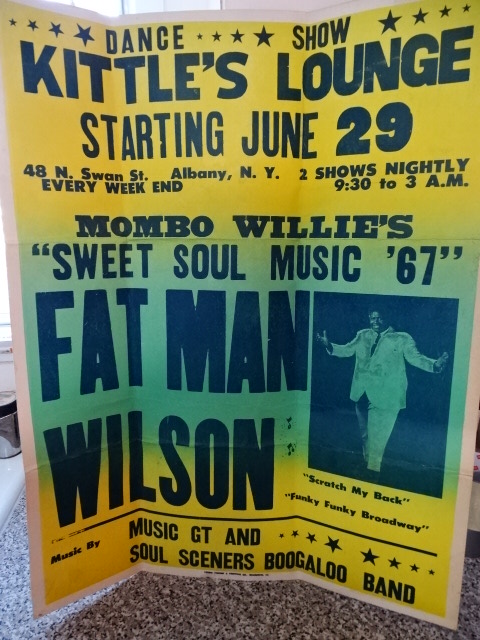 DANCE SHOW
KITTLE'S LOUNGE
STARTING JUNE 29
48 N. Swan St. Albany, N. Y. 2 SHOWS NIGHTLY
EVERY WEEK END 9:30 to 3 A.M.
MOMBO WILLIE'S
"SWEET SOUL MUSIC '67"
FAT MAN
WILSON
"Scratch My Back"
"Funky Funky Broadway"
Music By MUSIC GT AND
SOUL SCENERS BOOGALOO BAND